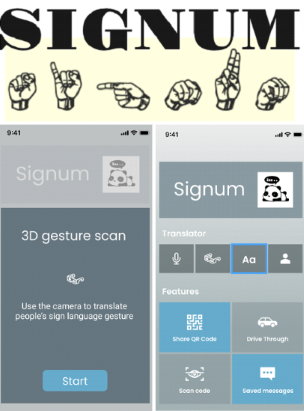 SIGNUM
9:41
Signum
3D gesture scan
Use the camera to translate
people's sign language gesture
Start
9:41
Signum
Translator
Aa
Features
Share QR Code
Drive Through
Scan code
Saved messages